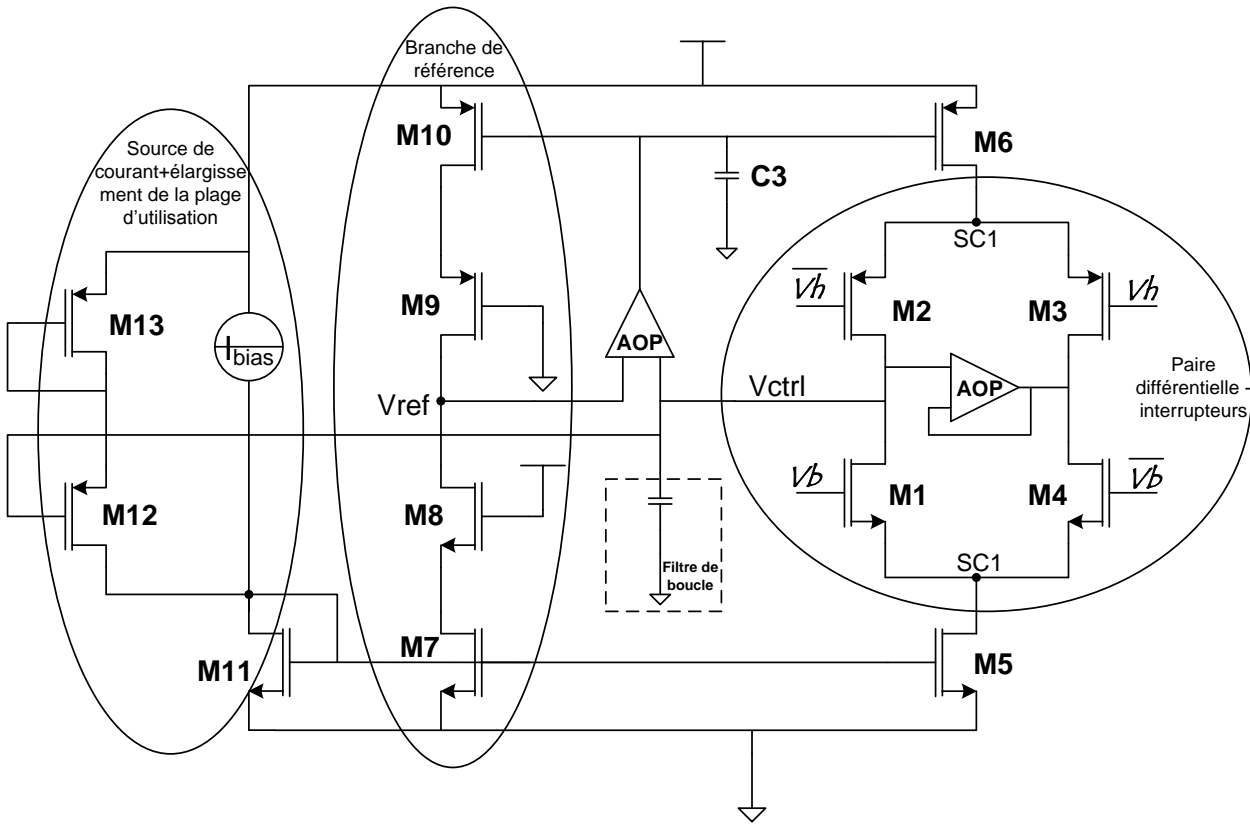 Branche de
référence
M10
M6
Source de
courant+élargisse
ment de la plage
d'utilisation
C3
SC1
M13
M9
AOP
V̅h̅
M2
M3
Vh
Ibias
Vref
Vctrl
AOP
Paire
différentielle -
interrupteurs
M12
M8
Vb
M1
M4
V̅b̅
Filtre de
boucle
SC1
M11
M7
M5